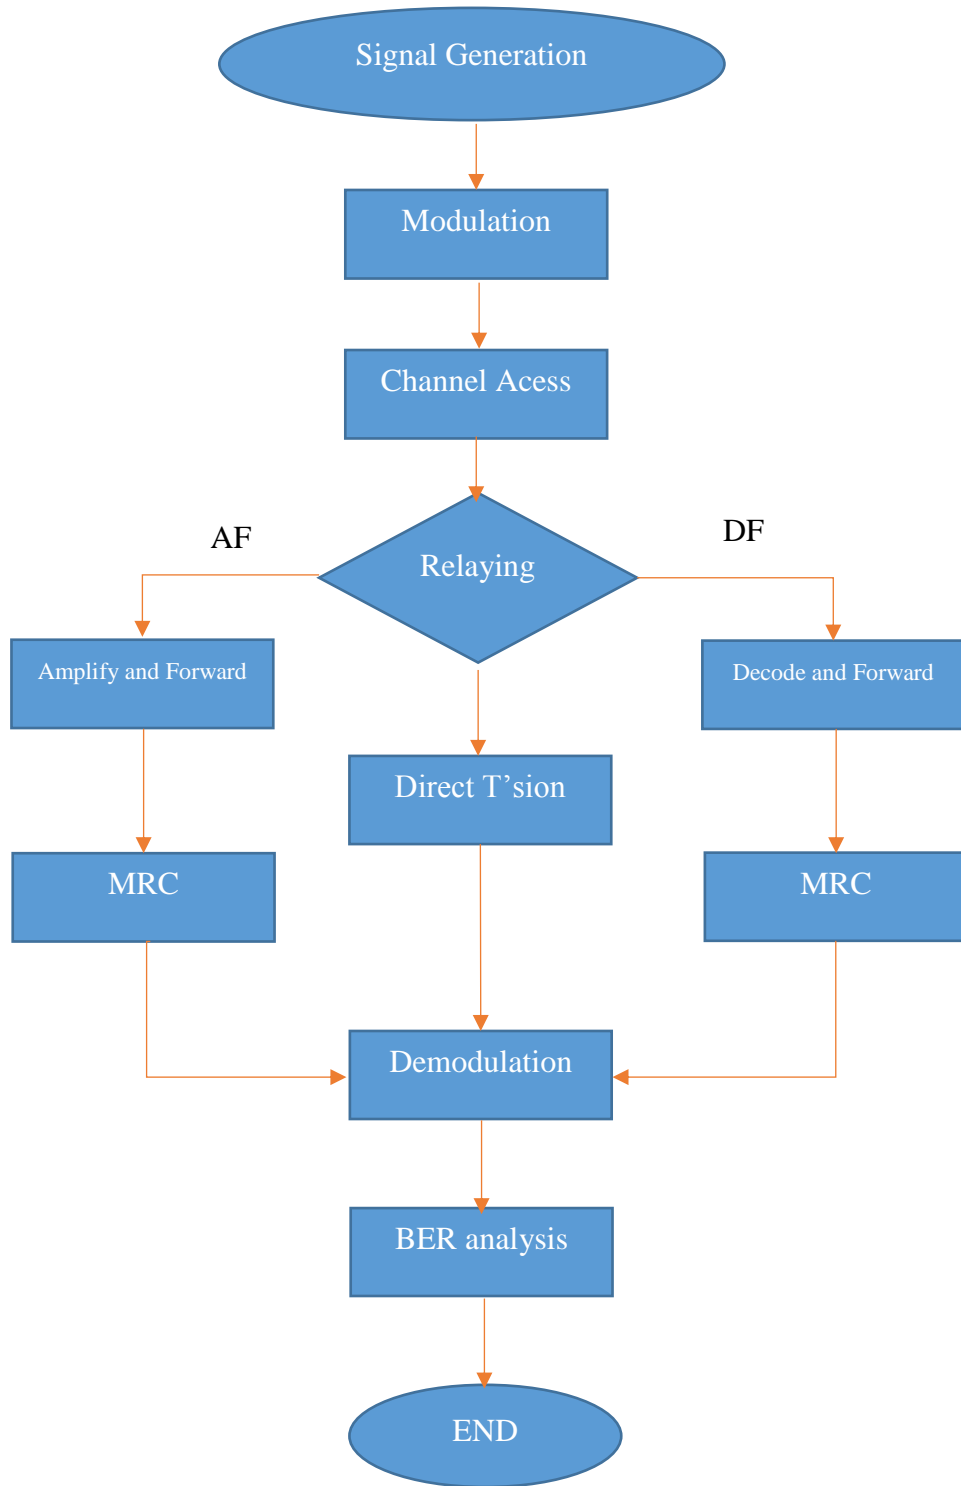 Signal Generation
Modulation
Channel Acess
AF
DF
Relaying
Amplify and Forward
Decode and Forward
Direct T’sion
MRC
MRC
Demodulation
BER analysis
END